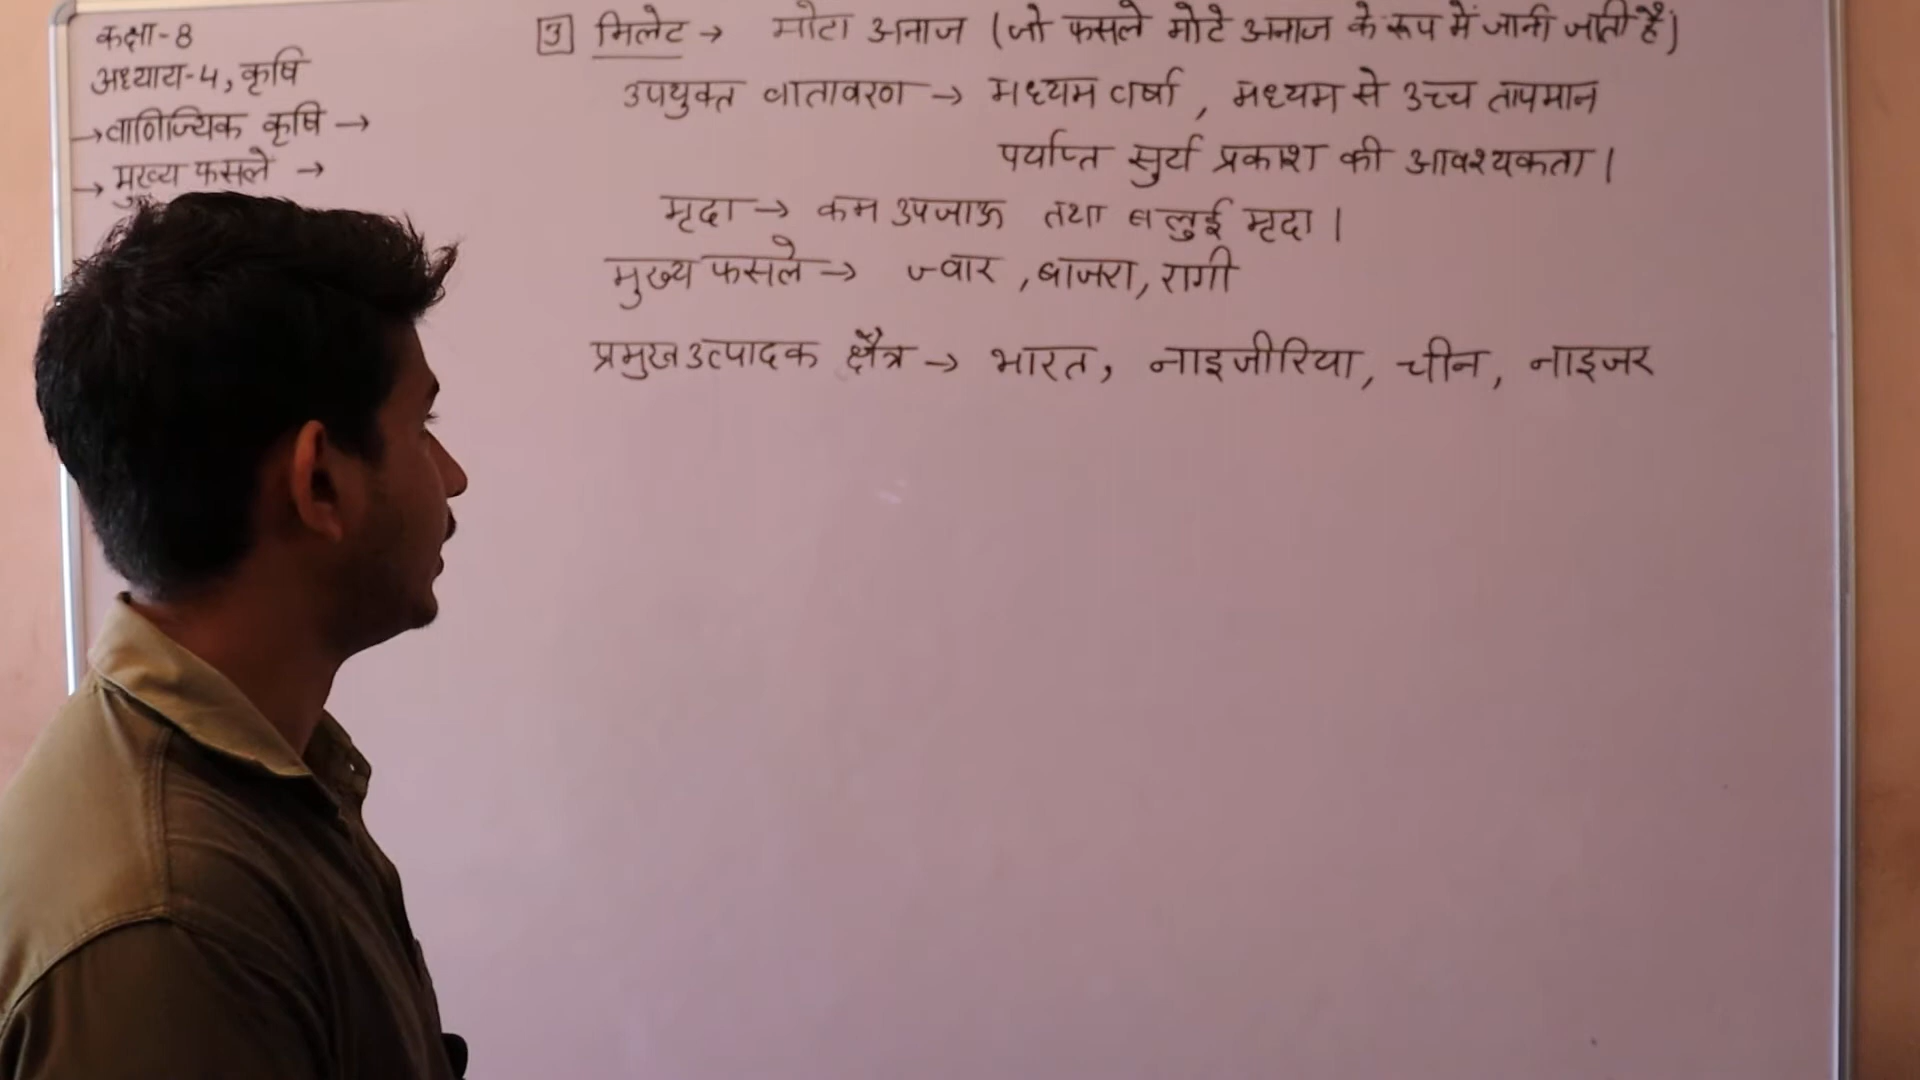 कक्षा-8
अध्याय-4, कृषि
→वाणिज्यिक कृषि →
→ मुख्य फसले →
3 मिलेट → मोटा अनाज (जो फसले मोटे अनाज के रूप में जानी जाती है)
उपयुक्त वातावरण → मध्यम वर्षा, मध्यम से उच्च तापमान
पर्याप्त सुर्य प्रकाश की आवश्यकता।
मृदा → कम उपजाऊ तथा बलुई मृदा।
मुख्य फसले → ज्वार, बाजरा, रागी
प्रमुख उत्पादक क्षैत्र → भारत, नाइजीरिया, चीन, नाइजर